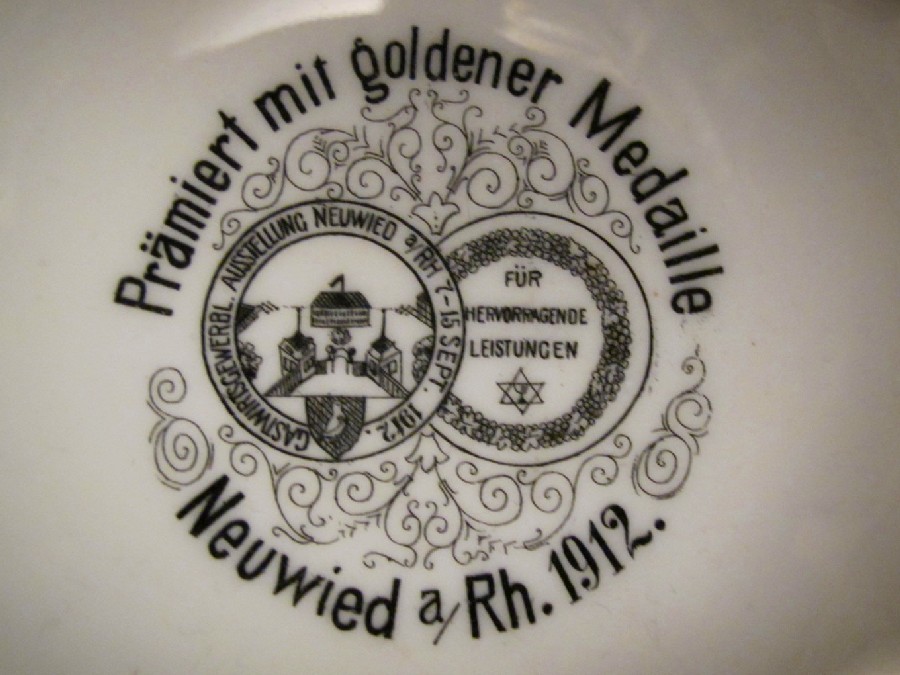 Prämiert mit goldener Medaille
GASTWIRTSGEWERBL. AUSSTELLUNG NEUWIED a/RH 7-15 SEPT. 1912.
FÜR
HERVORRAGENDE
LEISTUNGEN
Neuwied a/Rh. 1912.